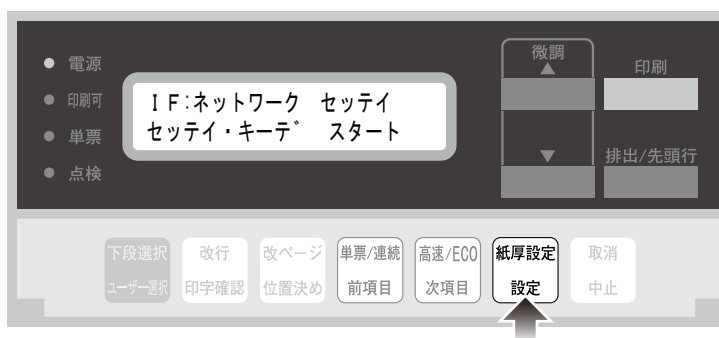 電源
印刷可
単票
点検
IF:ネットワーク セッテイ
セッテイ・キーデ スタート
微調
▲
▼
印刷
排出/先頭行
下段選択
ユーザー選択
改行
印字確認
改ページ
位置決め
単票/連続
前項目
高速/ECO
次項目
紙厚設定
設定
取消
中止